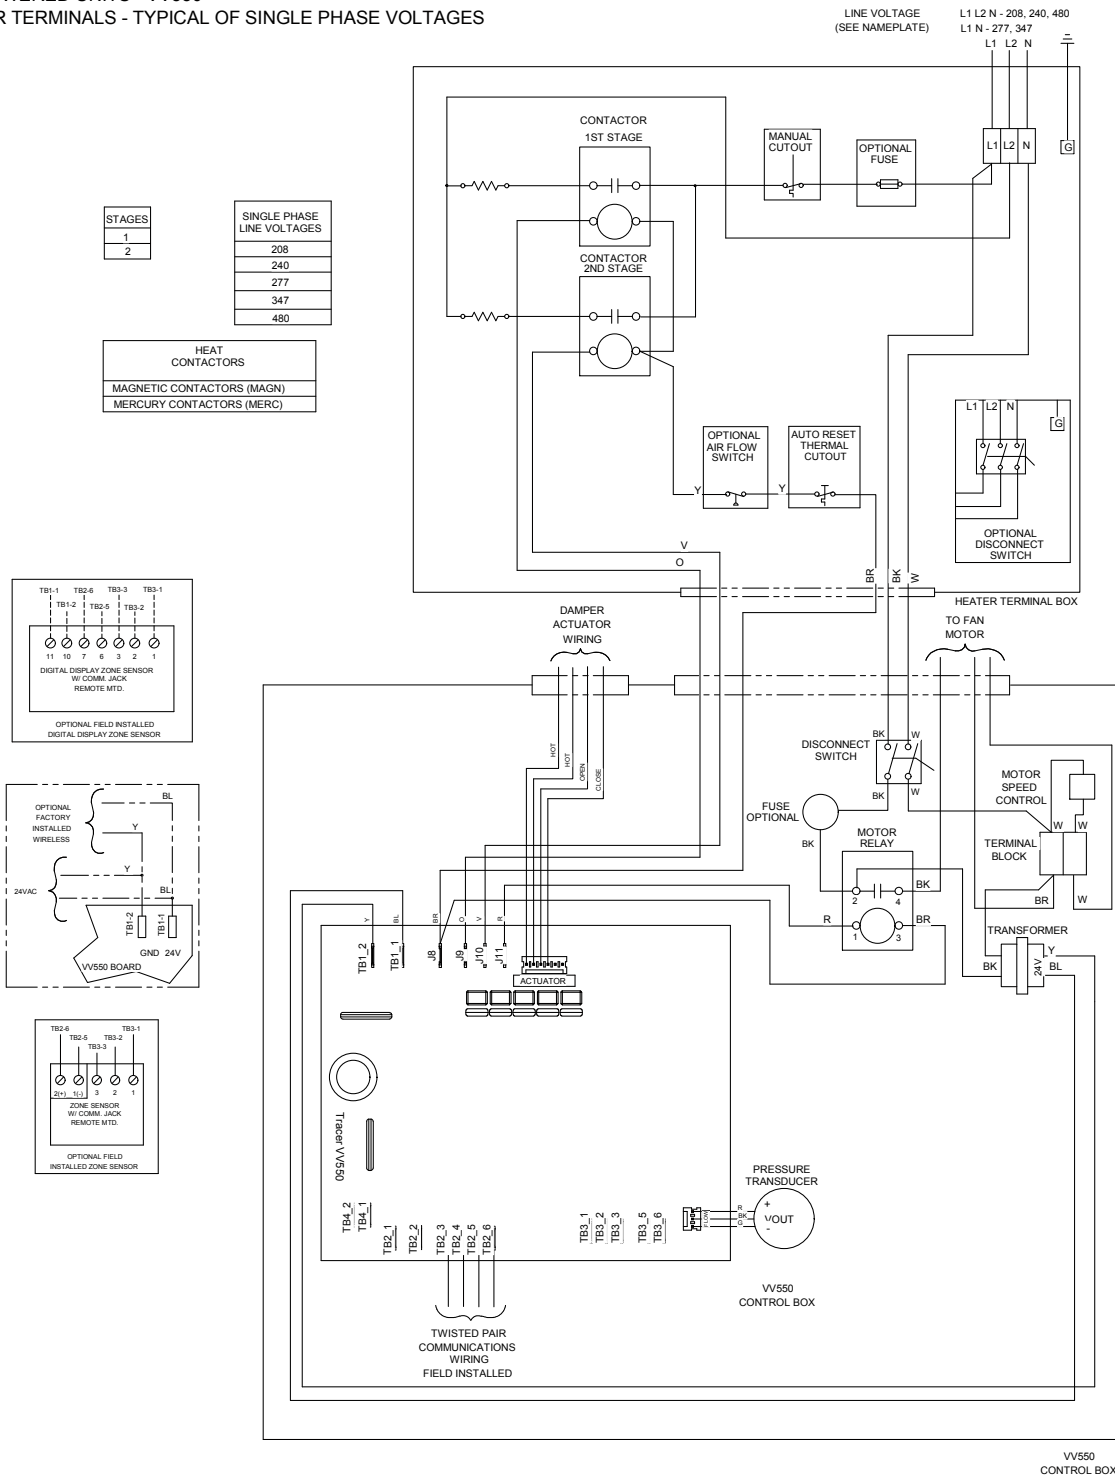 R TERMINALS - TYPICAL OF SINGLE PHASE VOLTAGES
LINE VOLTAGE
(SEE NAMEPLATE)
L1 L2 N - 208, 240, 480
L1 N - 277, 347
L1 L2 N
CONTACTOR
1ST STAGE
MANUAL
CUTOUT
OPTIONAL
FUSE
L1 L2 N
G
STAGES
1
2
SINGLE PHASE
LINE VOLTAGES
208
240
277
347
480
CONTACTOR
2ND STAGE
HEAT
CONTACTORS
MAGNETIC CONTACTORS (MAGN)
MERCURY CONTACTORS (MERC)
L1 L2 N
G
OPTIONAL
AIR FLOW
SWITCH
AUTO RESET
THERMAL
CUTOUT
Y
Y
OPTIONAL
DISCONNECT
SWITCH
V
O
BR
BK
W
HEATER TERMINAL BOX
TB1-1 TB2-6 TB3-3 TB3-1
TB1-2 TB2-5 TB3-2
11 10 7 6 3 2 1
DIGITAL DISPLAY ZONE SENSOR
W/ COMM. JACK
REMOTE MTD.
OPTIONAL FIELD INSTALLED
DIGITAL DISPLAY ZONE SENSOR
DAMPER
ACTUATOR
WIRING
TO FAN
MOTOR
HOT
HOT
OPEN
CLOSE
DISCONNECT
SWITCH
BK W
BK W
FUSE
OPTIONAL
BK
MOTOR
SPEED
CONTROL
W W
TERMINAL
BLOCK
BR W
MOTOR
RELAY
2 4
BK
R
1 3
BR
TRANSFORMER
BK
24V
Y
BL
OPTIONAL
FACTORY
INSTALLED
WIRELESS
BL
Y
24VAC
Y
BL
TB1-2
TB1-1
GND 24V
VV550 BOARD
Y
BL
BR
O
V
R
TB1_2
TB1_1
J8
J9
J10
J11
ACTUATOR
TB2-6 TB3-1
TB2-5 TB3-2
TB3-3
2(+) 1(-) 3 2 1
ZONE SENSOR
W/ COMM. JACK
REMOTE MTD.
OPTIONAL FIELD
INSTALLED ZONE SENSOR
Tracer VV550
TB4_2
TB4_1
TB2_1
TB2_2
TB2_3
TB2_4
TB2_5
TB2_6
TB3_1
TB3_2
TB3_3
TB3_5
TB3_6
FLOW
R
BK
G
PRESSURE
TRANSDUCER
+
VOUT
-
VV550
CONTROL BOX
TWISTED PAIR
COMMUNICATIONS
WIRING
FIELD INSTALLED
VV550
CONTROL BOX